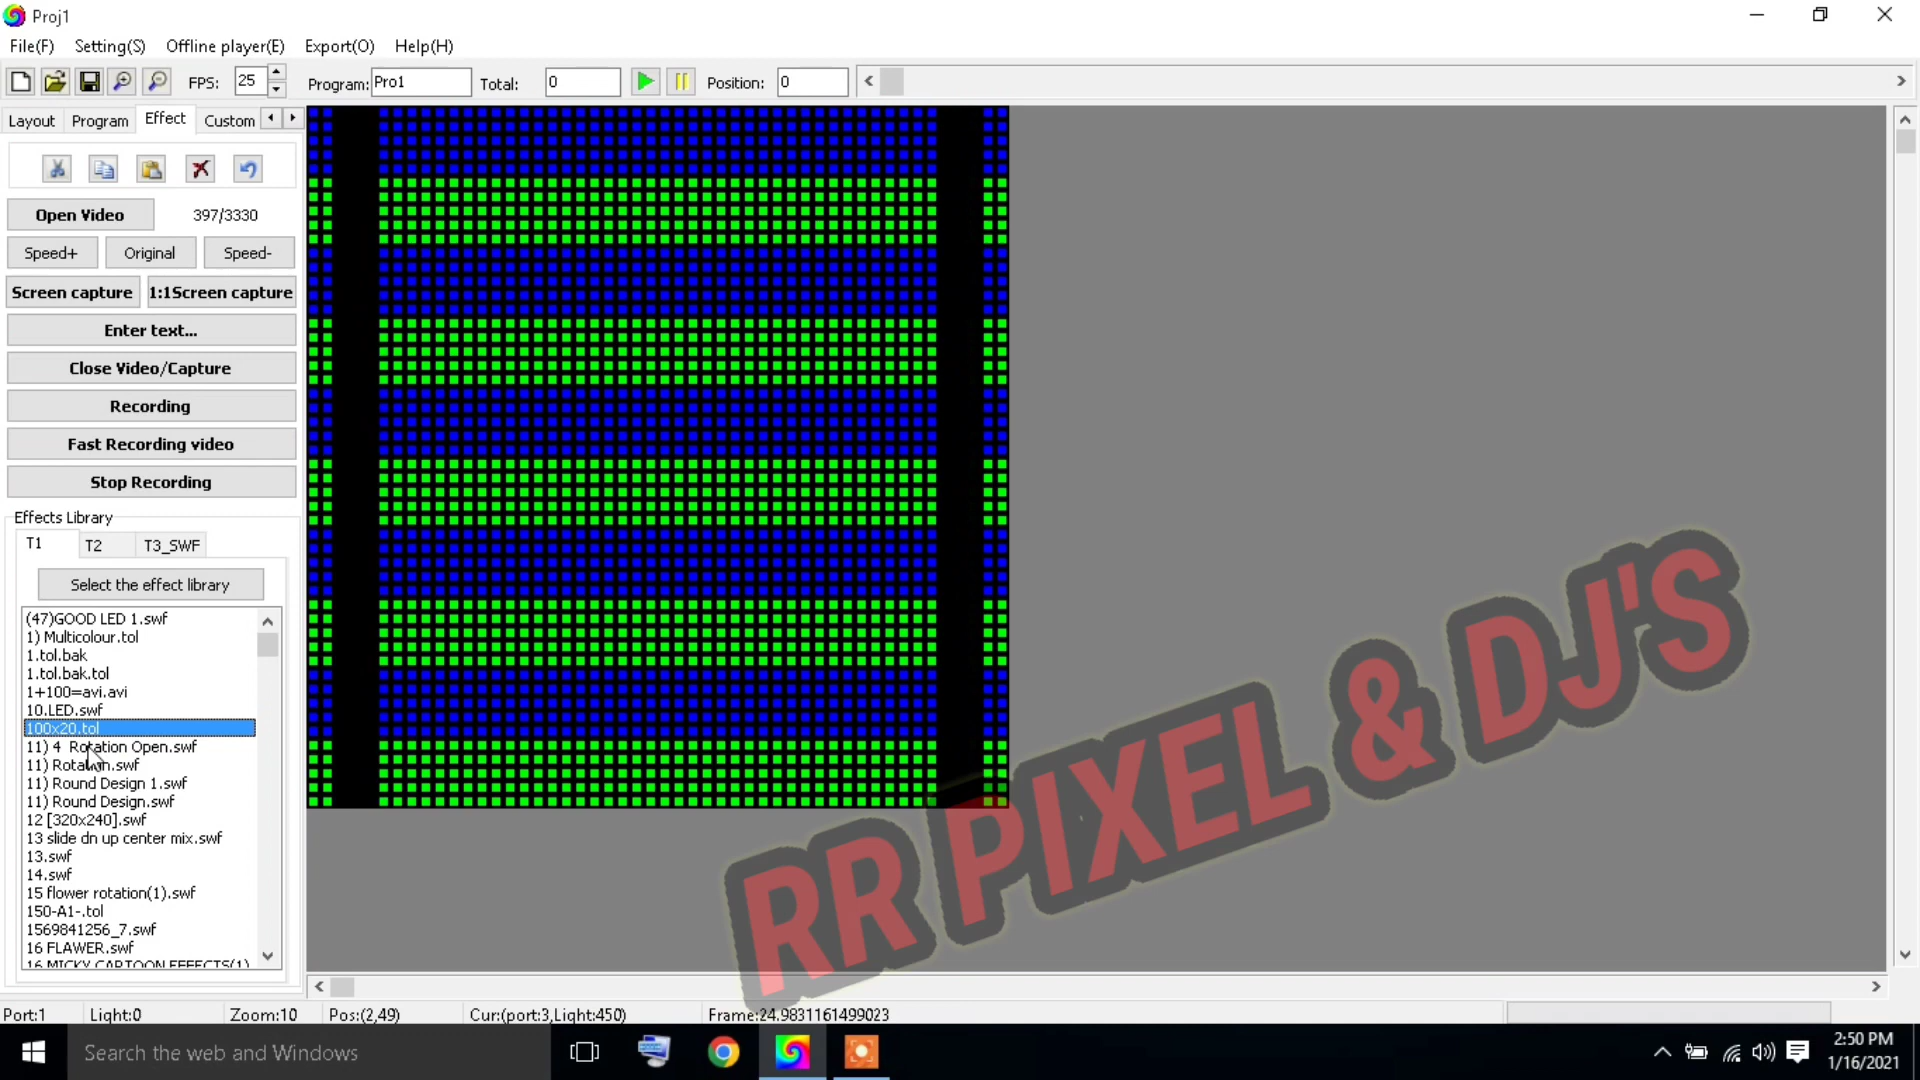 Proj1
File(F) Setting(S) Offline player(E) Export(O) Help(H)
FPS: 25 Program: Pro1 Total: 0 Position: 0
Layout Program Effect Custom
Open Video 397/3330
Speed+ Original Speed-
Screen capture 1:1Screen capture
Enter text...
Close Video/Capture
Recording
Fast Recording video
Stop Recording
Effects Library
T1 T2 T3_SWF
Select the effect library
(47)GOOD LED 1.swf
1) Multicolour.tol
1.tol.bak
1.tol.bak.tol
1+100=avi.avi
10.LED.swf
100x20.tol
11) 4 Rotation Open.swf
11) Rotation.swf
11) Round Design 1.swf
11) Round Design.swf
12 [320x240].swf
13 slide dn up center mix.swf
13.swf
14.swf
15 flower rotation(1).swf
150-A1-.tol
1569841256_7.swf
16 FLAWER.swf
16 MICKY CARTOON EFFECTS(1)
RR PIXEL & DJ'S
Port:1 Light:0 Zoom:10 Pos:(2,49) Cur:(port:3,Light:450) Frame:24.9831161499023
Search the web and Windows
2:50 PM
1/16/2021